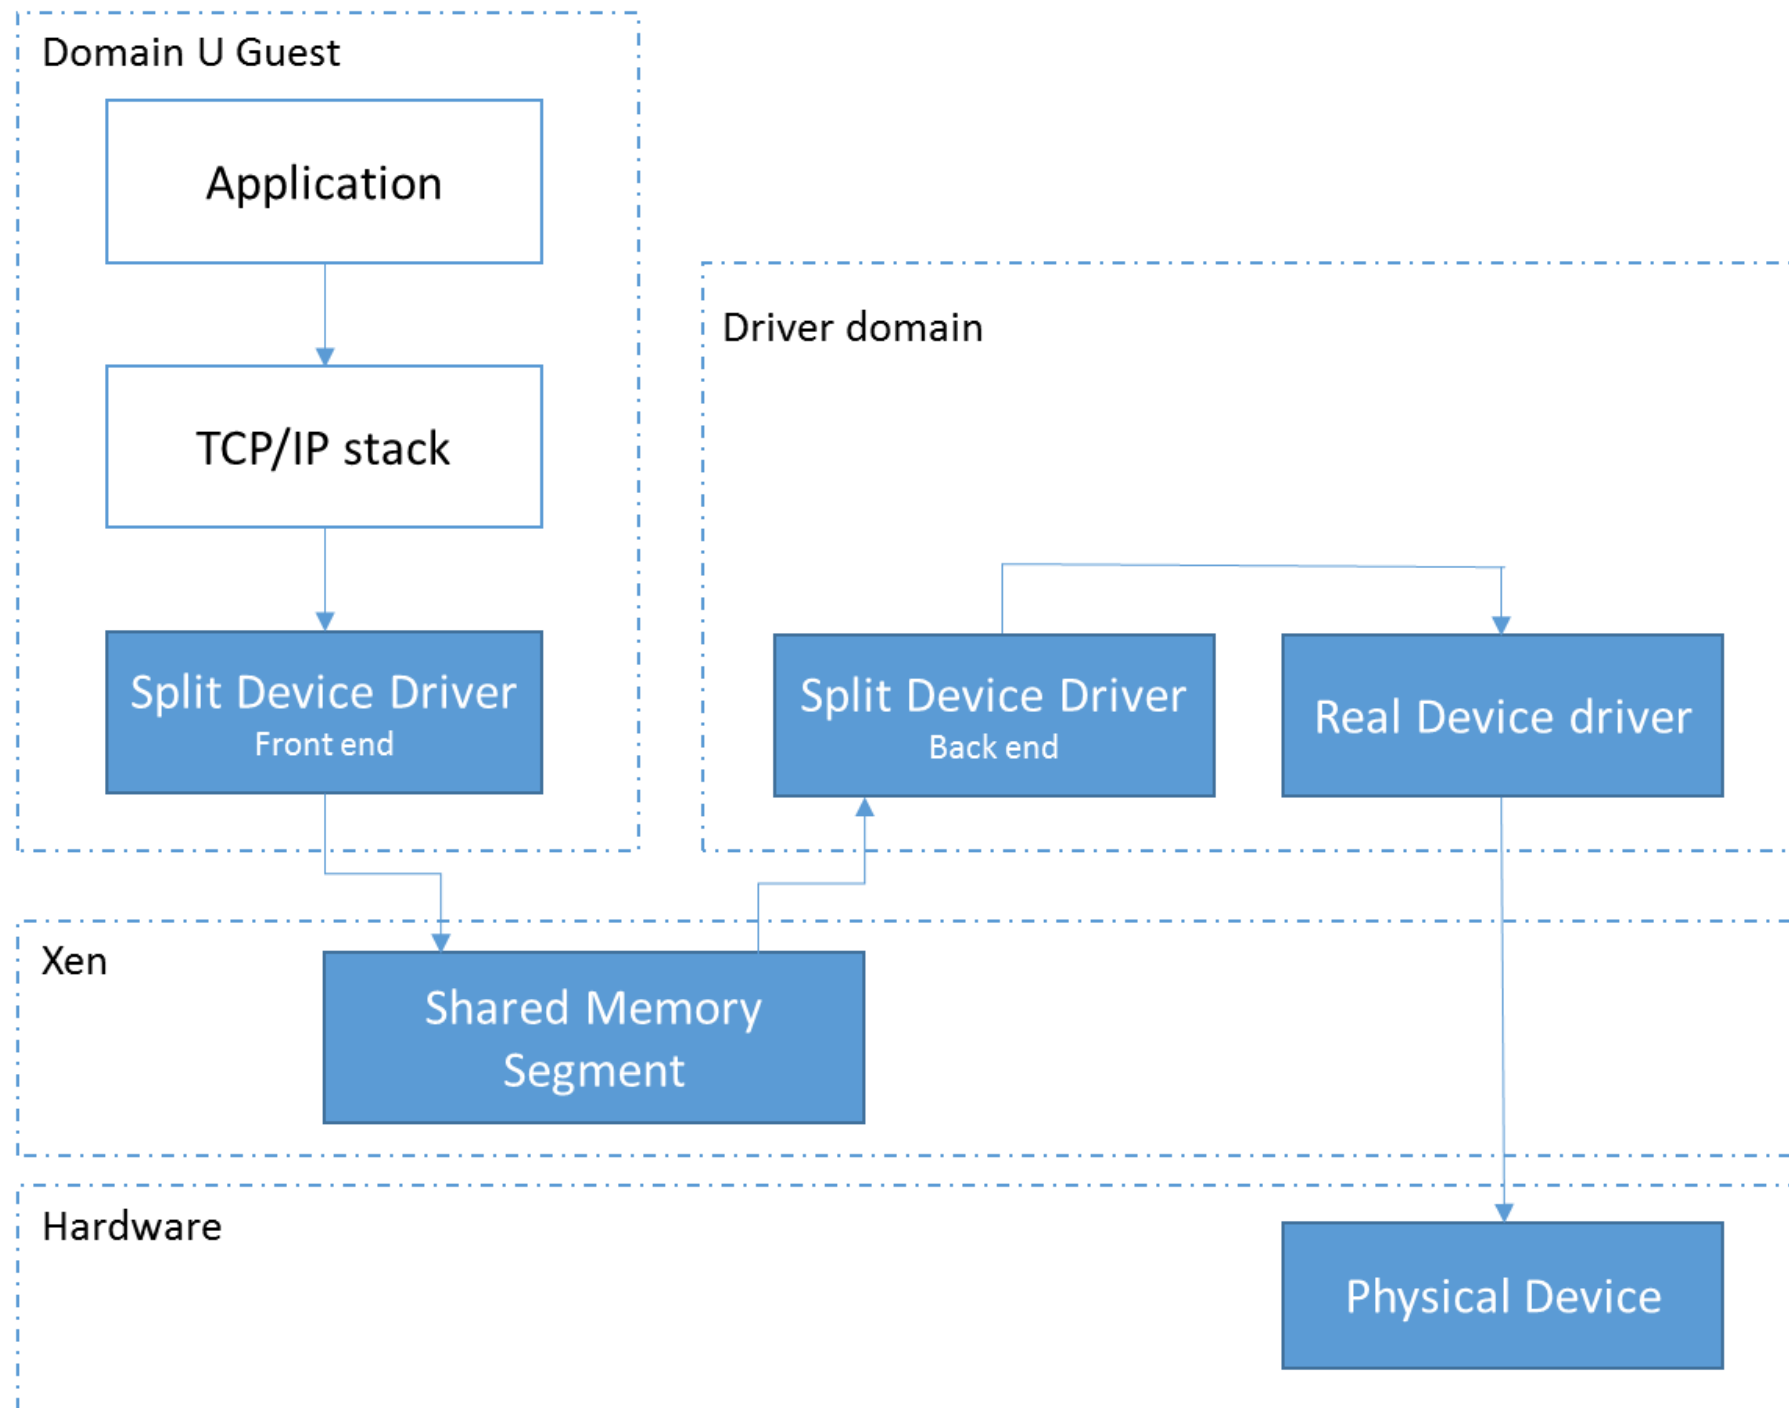 Domain U Guest
Application
TCP/IP stack
Split Device Driver
Front end
Driver domain
Split Device Driver
Back end
Real Device driver
Xen
Shared Memory
Segment
Hardware
Physical Device